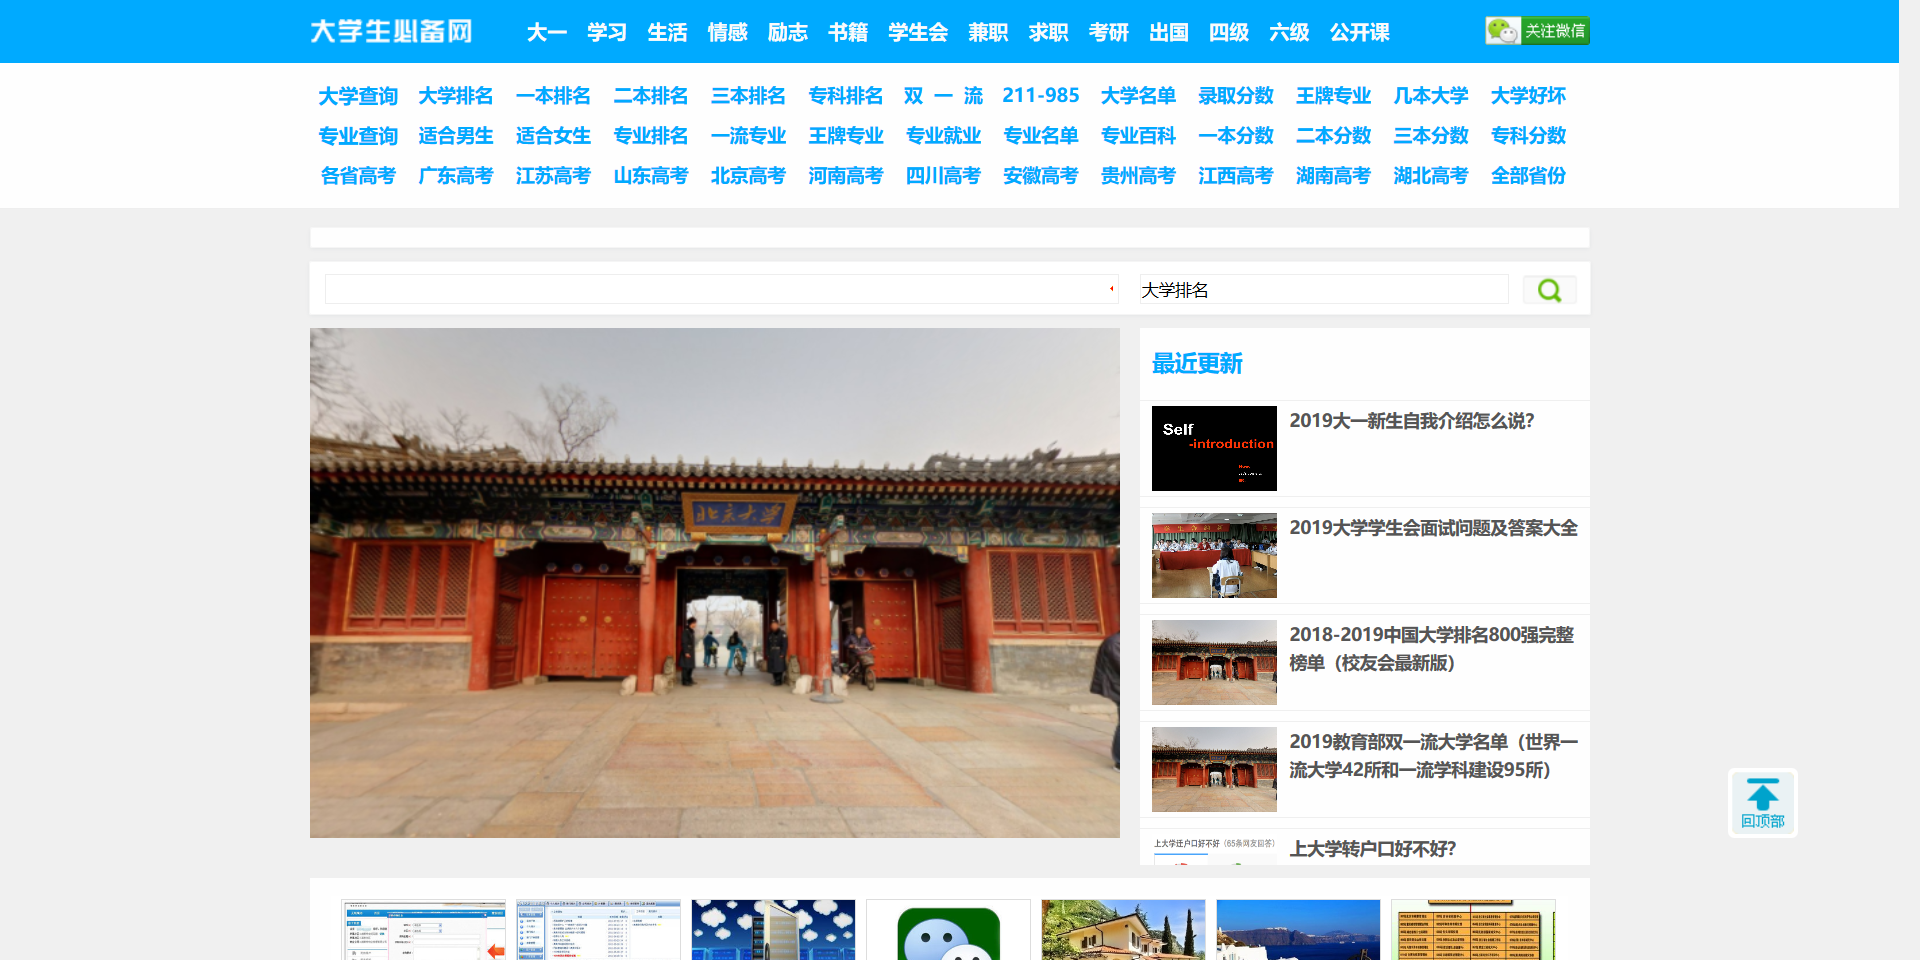 大学生必备网 大一 学习 生活 情感 励志 书籍 学生会 兼职 求职 考研 出国 四级 六级 公开课 关注微信
大学查询 大学排名 一本排名 二本排名 三本排名 专科排名 双 一 流 211-985 大学名单 录取分数 王牌专业 几本大学 大学好坏
专业查询 适合男生 适合女生 专业排名 一流专业 王牌专业 专业就业 专业名单 专业百科 一本分数 二本分数 三本分数 专科分数
各省高考 广东高考 江苏高考 山东高考 北京高考 河南高考 四川高考 安徽高考 贵州高考 江西高考 湖南高考 湖北高考 全部省份
大学排名
北京大学
最近更新
Self
-introduction
2019大一新生自我介绍怎么说？
2019大学学生会面试问题及答案大全
2018-2019中国大学排名800强完整
榜单（校友会最新版）
2019教育部双一流大学名单（世界一
流大学42所和一流学科建设95所）
上大学迁户口好不好（65条网友回答）
上大学转户口好不好？
回顶部